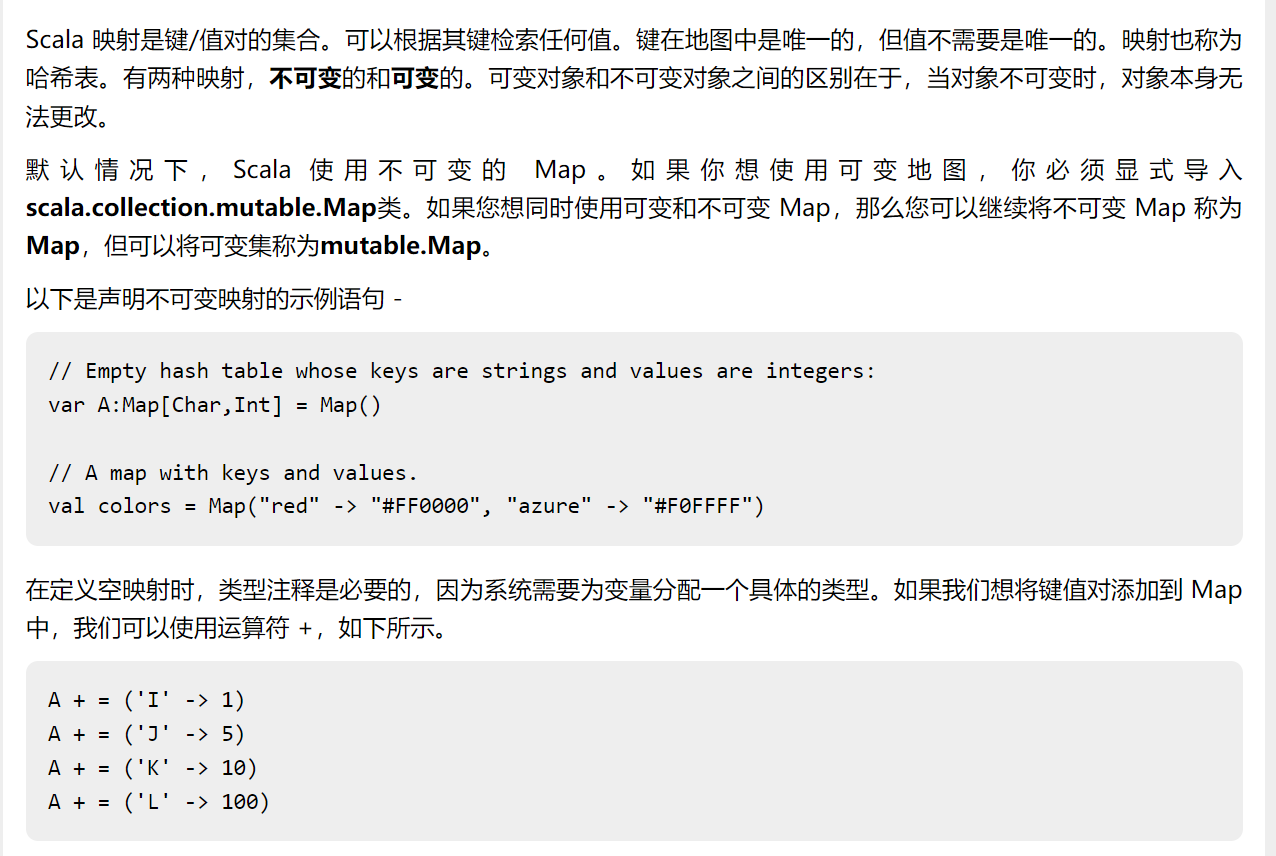 Scala 映射是键/值对的集合。可以根据其键检索任何值。键在地图中是唯一的，但值不需要是唯一的。映射也称为
哈希表。有两种映射，不可变的和可变的。可变对象和不可变对象之间的区别在于，当对象不可变时，对象本身无
法更改。
默认情况下，Scala 使用不可变的 Map。如果你想使用可变地图，你必须显式导入
scala.collection.mutable.Map类。如果您想同时使用可变和不可变 Map，那么您可以继续将不可变 Map 称为
Map，但可以将可变集称为mutable.Map。
以下是声明不可变映射的示例语句 -
// Empty hash table whose keys are strings and values are integers:
var A:Map[Char,Int] = Map()
// A map with keys and values.
val colors = Map("red" -> "#FF0000", "azure" -> "#F0FFFF")
在定义空映射时，类型注释是必要的，因为系统需要为变量分配一个具体的类型。如果我们想将键值对添加到 Map
中，我们可以使用运算符 +，如下所示。
A + = ('I' -> 1)
A + = ('J' -> 5)
A + = ('K' -> 10)
A + = ('L' -> 100)